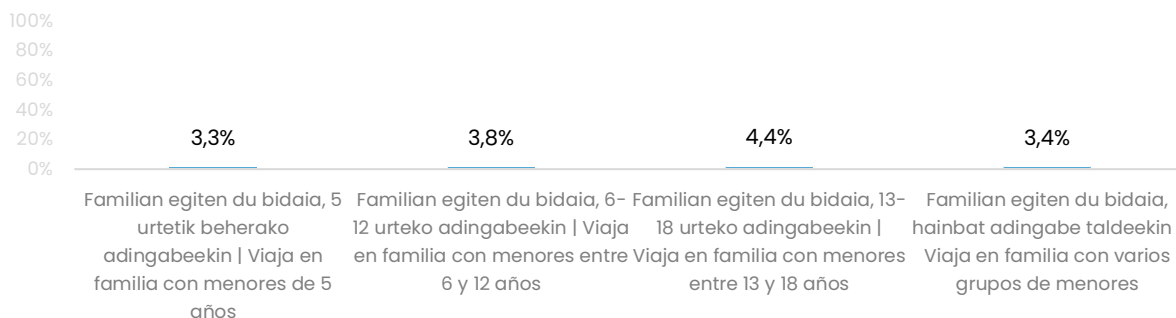 100%
80%
60%
40%
20%
0%
3,3%
3,8%
4,4%
3,4%
Familian egiten du bidaia, 5
urtetik beherako
adingabeekin | Viaja en
familia con menores de 5
años
Familian egiten du bidaia, 6-
12 urteko adingabeekin | Viaja
en familia con menores entre
6 y 12 años
Familian egiten du bidaia, 13-
18 urteko adingabeekin |
Viaja en familia con menores
entre 13 y 18 años
Familian egiten du bidaia,
hainbat adingabe taldeekin
Viaja en familia con varios
grupos de menores